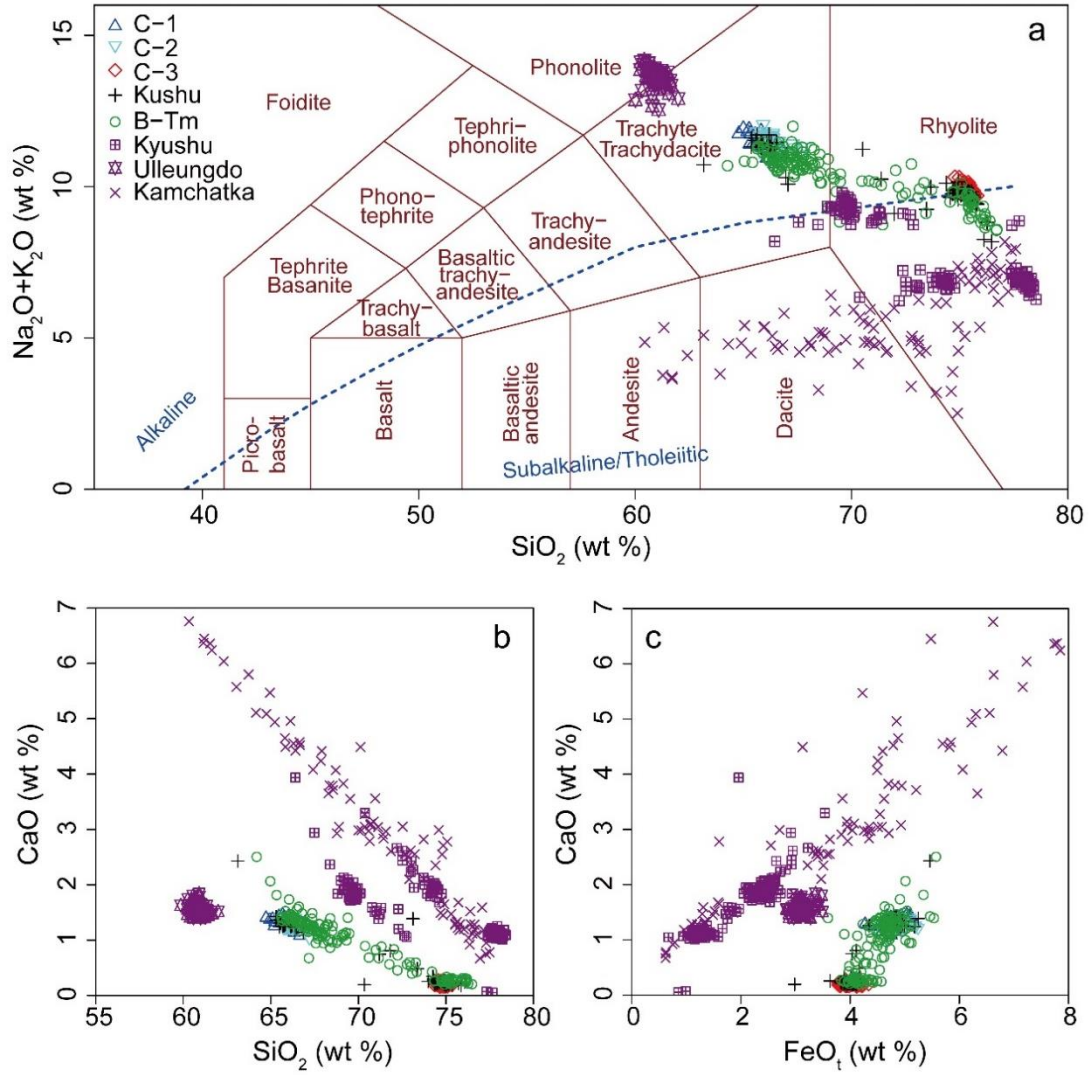 a
C−1
C−2
C−3
Kushu
B−Tm
Kyushu
Ulleungdo
Kamchatka
Foidite
Phonolite
Tephri−
phonolite
Trachyte
Trachydacite
Rhyolite
Phono−
tephrite
Trachy−
andesite
Tephrite
Basanite
Basaltic
trachy−
andesite
Trachy−
basalt
Alkaline
Picro−
basalt
Basalt
Basaltic
andesite
Andesite
Dacite
Subalkaline/Tholeiitic
15
10
5
0
Na₂O+K₂O (wt %)
40 50 60 70 80
SiO₂ (wt %)
b
7
6
5
4
3
2
1
0
CaO (wt %)
55 60 65 70 75 80
SiO₂ (wt %)
c
7
6
5
4
3
2
1
0
CaO (wt %)
0 2 4 6 8
FeOₜ (wt %)